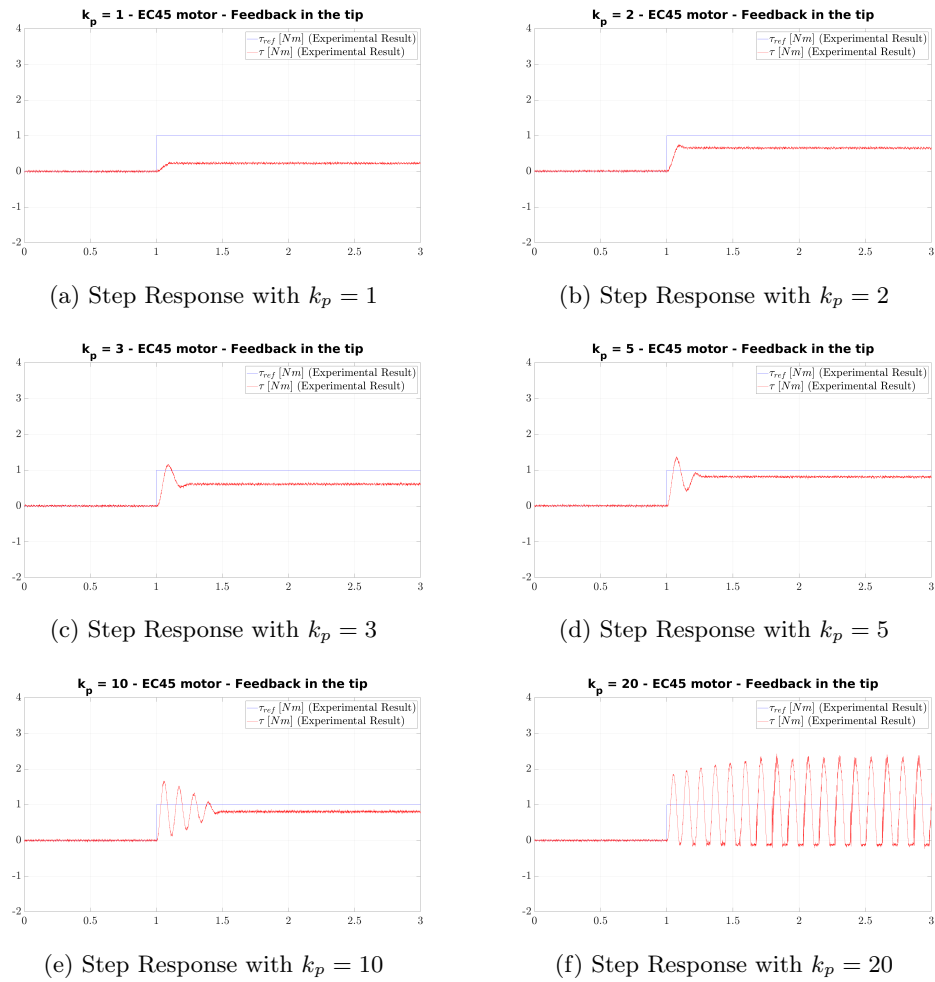 k_p = 1 - EC45 motor - Feedback in the tip
4
3
2
1
0
-1
-2
0 0.5 1 1.5 2 2.5 3
τ_ref [Nm] (Experimental Result)
τ [Nm] (Experimental Result)
(a) Step Response with k_p = 1
k_p = 2 - EC45 motor - Feedback in the tip
4
3
2
1
0
-1
-2
0 0.5 1 1.5 2 2.5 3
τ_ref [Nm] (Experimental Result)
τ [Nm] (Experimental Result)
(b) Step Response with k_p = 2
k_p = 3 - EC45 motor - Feedback in the tip
4
3
2
1
0
-1
-2
0 0.5 1 1.5 2 2.5 3
τ_ref [Nm] (Experimental Result)
τ [Nm] (Experimental Result)
(c) Step Response with k_p = 3
k_p = 5 - EC45 motor - Feedback in the tip
4
3
2
1
0
-1
-2
0 0.5 1 1.5 2 2.5 3
τ_ref [Nm] (Experimental Result)
τ [Nm] (Experimental Result)
(d) Step Response with k_p = 5
k_p = 10 - EC45 motor - Feedback in the tip
4
3
2
1
0
-1
-2
0 0.5 1 1.5 2 2.5 3
τ_ref [Nm] (Experimental Result)
τ [Nm] (Experimental Result)
(e) Step Response with k_p = 10
k_p = 20 - EC45 motor - Feedback in the tip
4
3
2
1
0
-1
-2
0 0.5 1 1.5 2 2.5 3
τ_ref [Nm] (Experimental Result)
τ [Nm] (Experimental Result)
(f) Step Response with k_p = 20